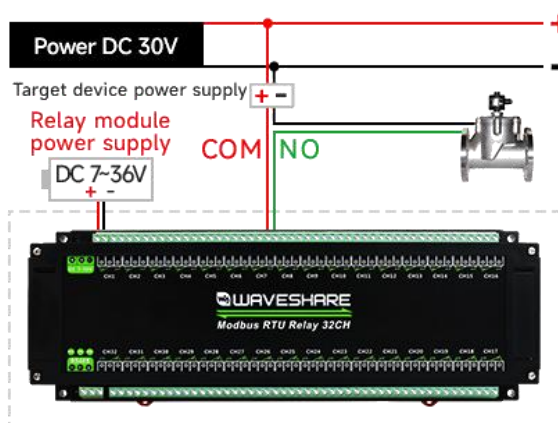 Power DC 30V
+
-
Target device power supply
+ -
Relay module
power supply
COM NO
DC 7~36V
+ -
CH1 CH2 CH3 CH4 CH5 CH6 CH7 CH8 CH9 CH10 CH11 CH12 CH13 CH14 CH15 CH16
WAVESHARE
Modbus RTU Relay 32CH
CH32 CH31 CH30 CH29 CH28 CH27 CH26 CH25 CH24 CH23 CH22 CH21 CH20 CH19 CH18 CH17
RS485